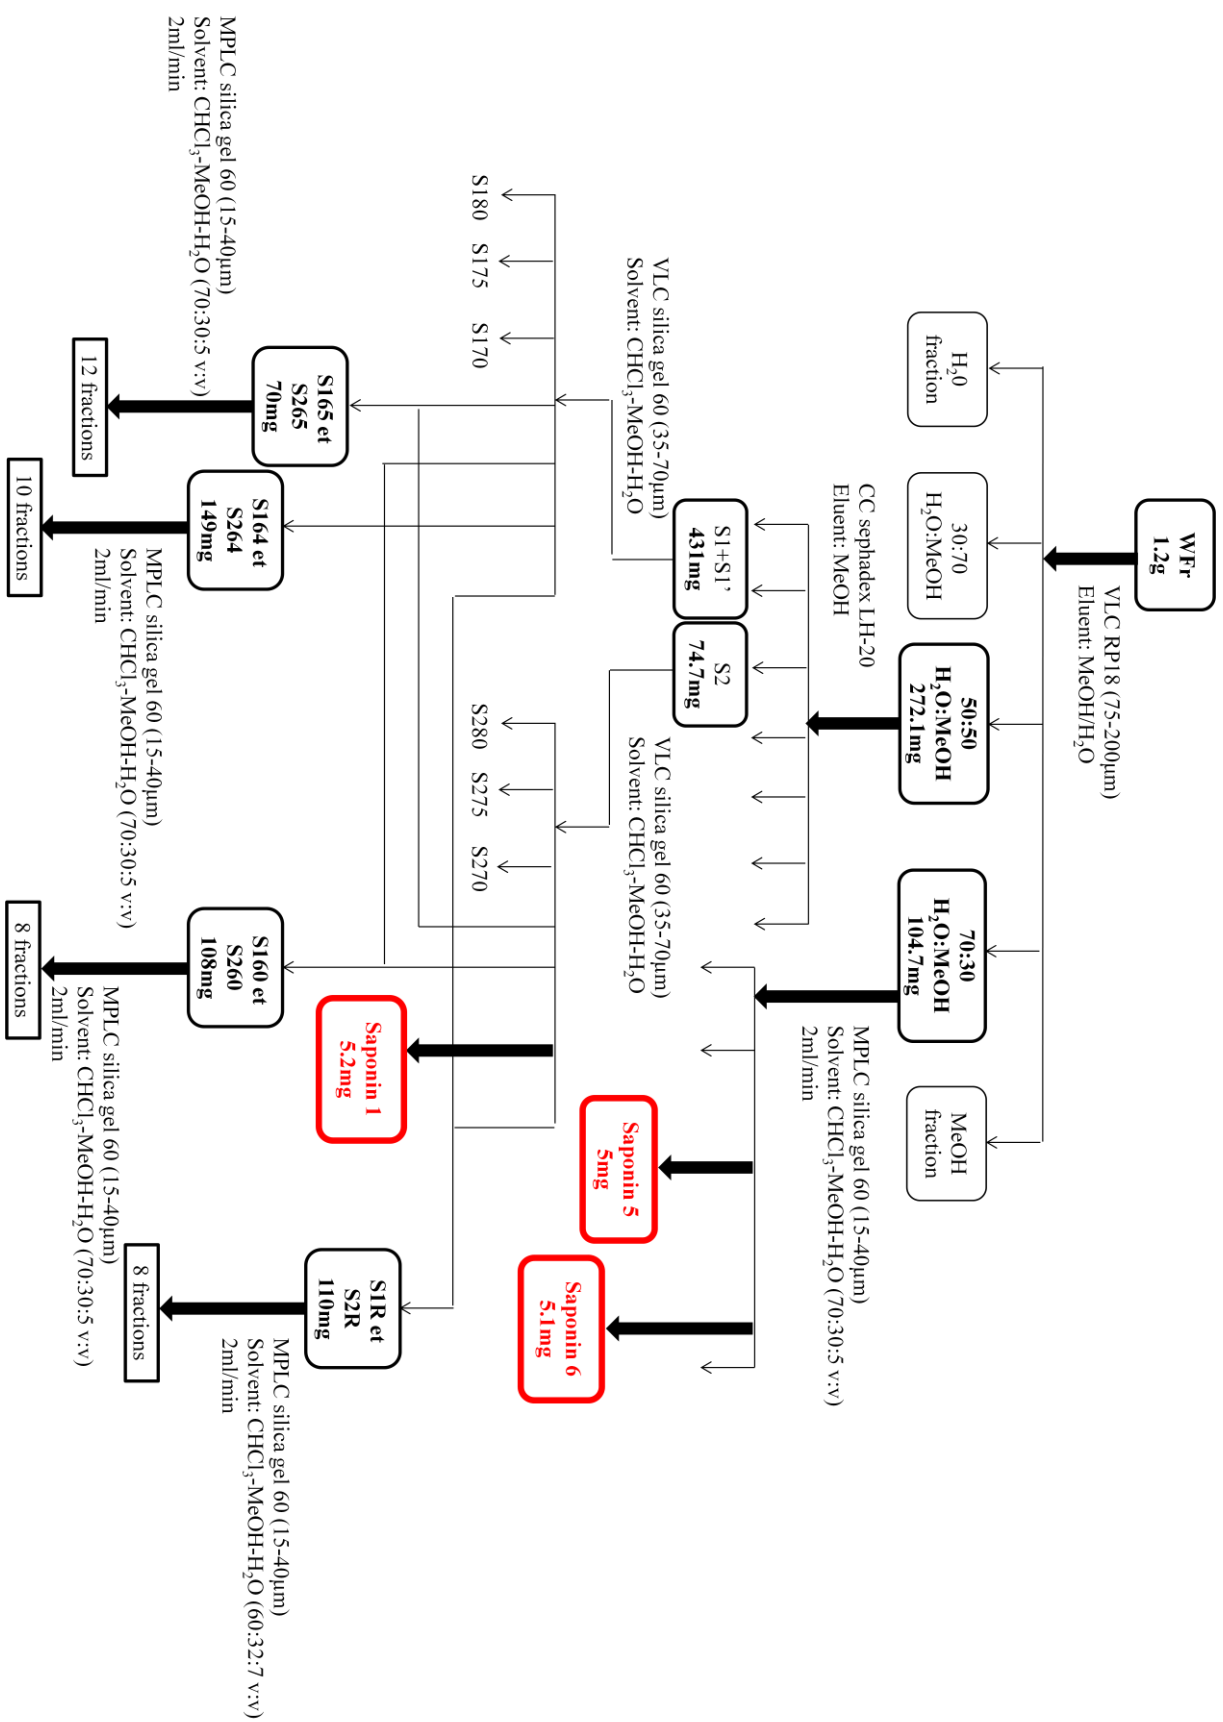 WFr
1.2g
VLC RP18 (75-200µm)
Eluent: MeOH/H₂O
H₂0
fraction
30:70
H₂O:MeOH
50:50
H₂O:MeOH
272.1mg
70:30
H₂O:MeOH
104.7mg
MeOH
fraction
CC sephadex LH-20
Eluent: MeOH
MPLC silica gel 60 (15-40µm)
Solvent: CHCl₃-MeOH-H₂O (70:30:5 v:v)
2ml/min
S1+S1’
431mg
S2
74.7mg
VLC silica gel 60 (35-70µm)
Solvent: CHCl₃-MeOH-H₂O
VLC silica gel 60 (35-70µm)
Solvent: CHCl₃-MeOH-H₂O
Saponin 5
5mg
Saponin 6
5.1mg
S180
S175
S170
S280
S275
S270
Saponin 1
5.2mg
S165 et
S265
70mg
S164 et
S264
149mg
S160 et
S260
108mg
S1R et
S2R
110mg
MPLC silica gel 60 (15-40µm)
Solvent: CHCl₃-MeOH-H₂O (70:30:5 v:v)
2ml/min
12 fractions
MPLC silica gel 60 (15-40µm)
Solvent: CHCl₃-MeOH-H₂O (70:30:5 v:v)
2ml/min
10 fractions
MPLC silica gel 60 (15-40µm)
Solvent: CHCl₃-MeOH-H₂O (70:30:5 v:v)
2ml/min
8 fractions
MPLC silica gel 60 (15-40µm)
Solvent: CHCl₃-MeOH-H₂O (60:32:7 v:v)
2ml/min
8 fractions